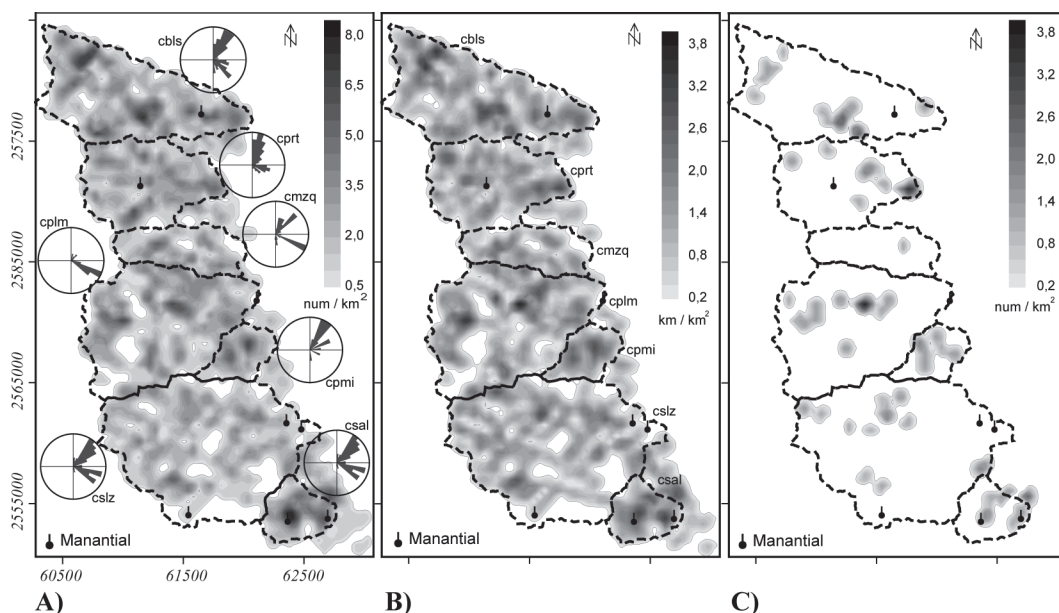 cbls
N
8,0
6,5
5,0
3,5
2,0
0,5
num / km2
cprt
cmzq
cplm
cpmi
csal
cslz
257500
2585000
2565000
2555000
60500
61500
62500
Manantial
A)
cbls
N
3,8
3,2
2,6
2,0
1,4
0,8
0,2
km / km2
cprt
cmzq
cplm
cpmi
cslz
csal
Manantial
B)
N
3,8
3,2
2,6
2,0
1,4
0,8
0,2
num / km2
Manantial
C)